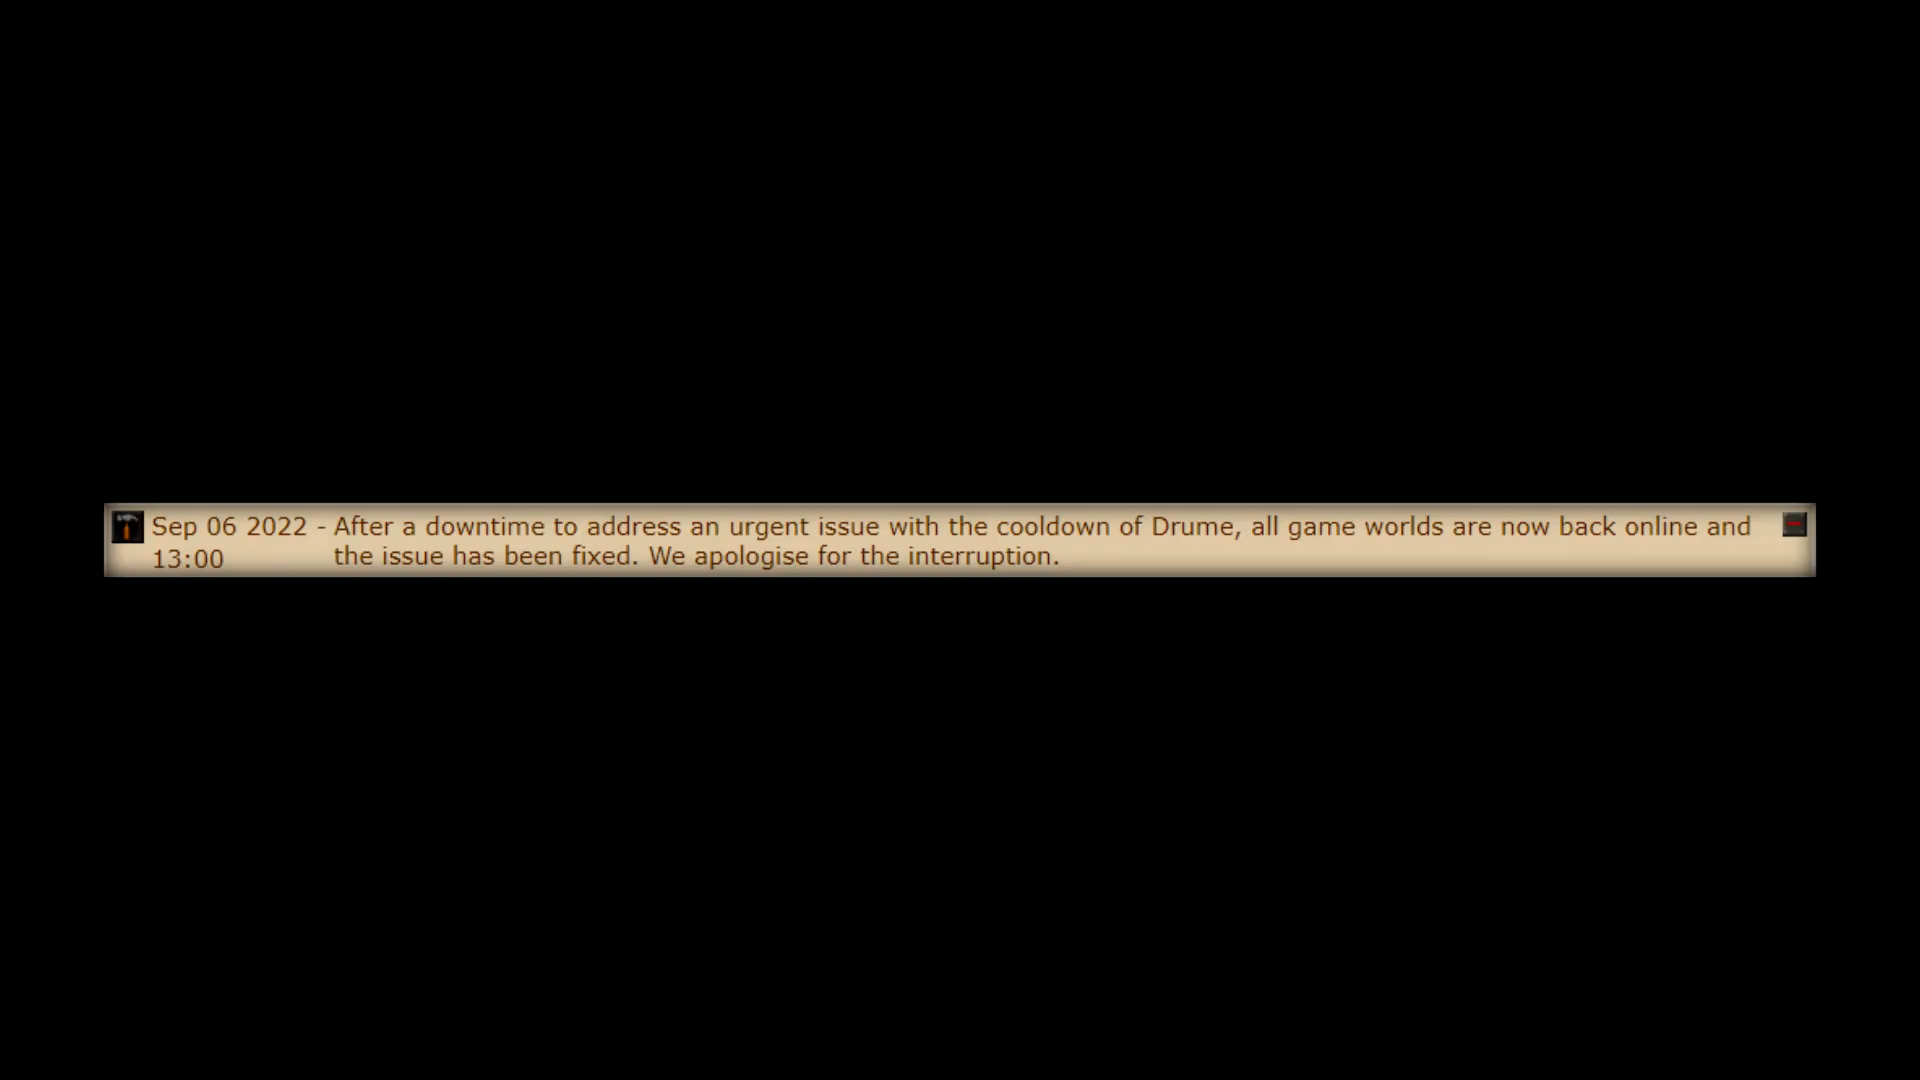 Sep 06 2022 - After a downtime to address an urgent issue with the cooldown of Drume, all game worlds are now back online and
13:00 the issue has been fixed. We apologise for the interruption.